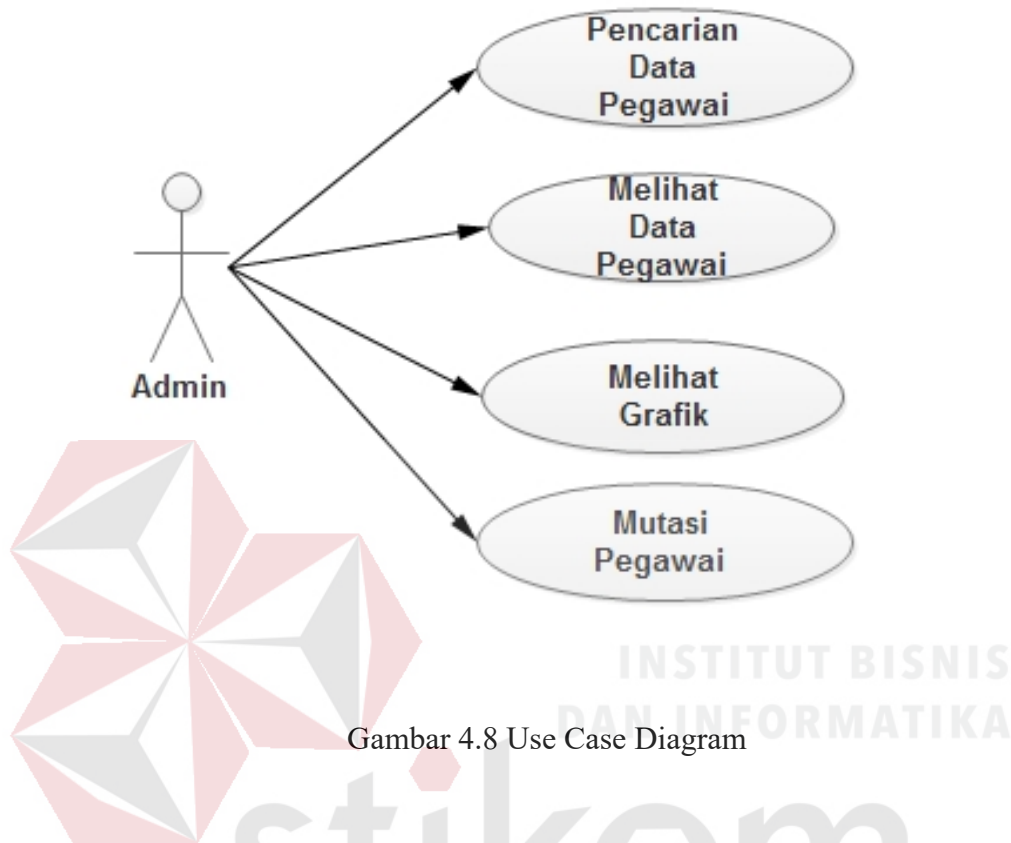 Pencarian
Data
Pegawai
Melihat
Data
Pegawai
Admin
Melihat
Grafik
Mutasi
Pegawai
INSTITUT BISNIS
DAN INFORMATIKA
Gambar 4.8 Use Case Diagram
stikom